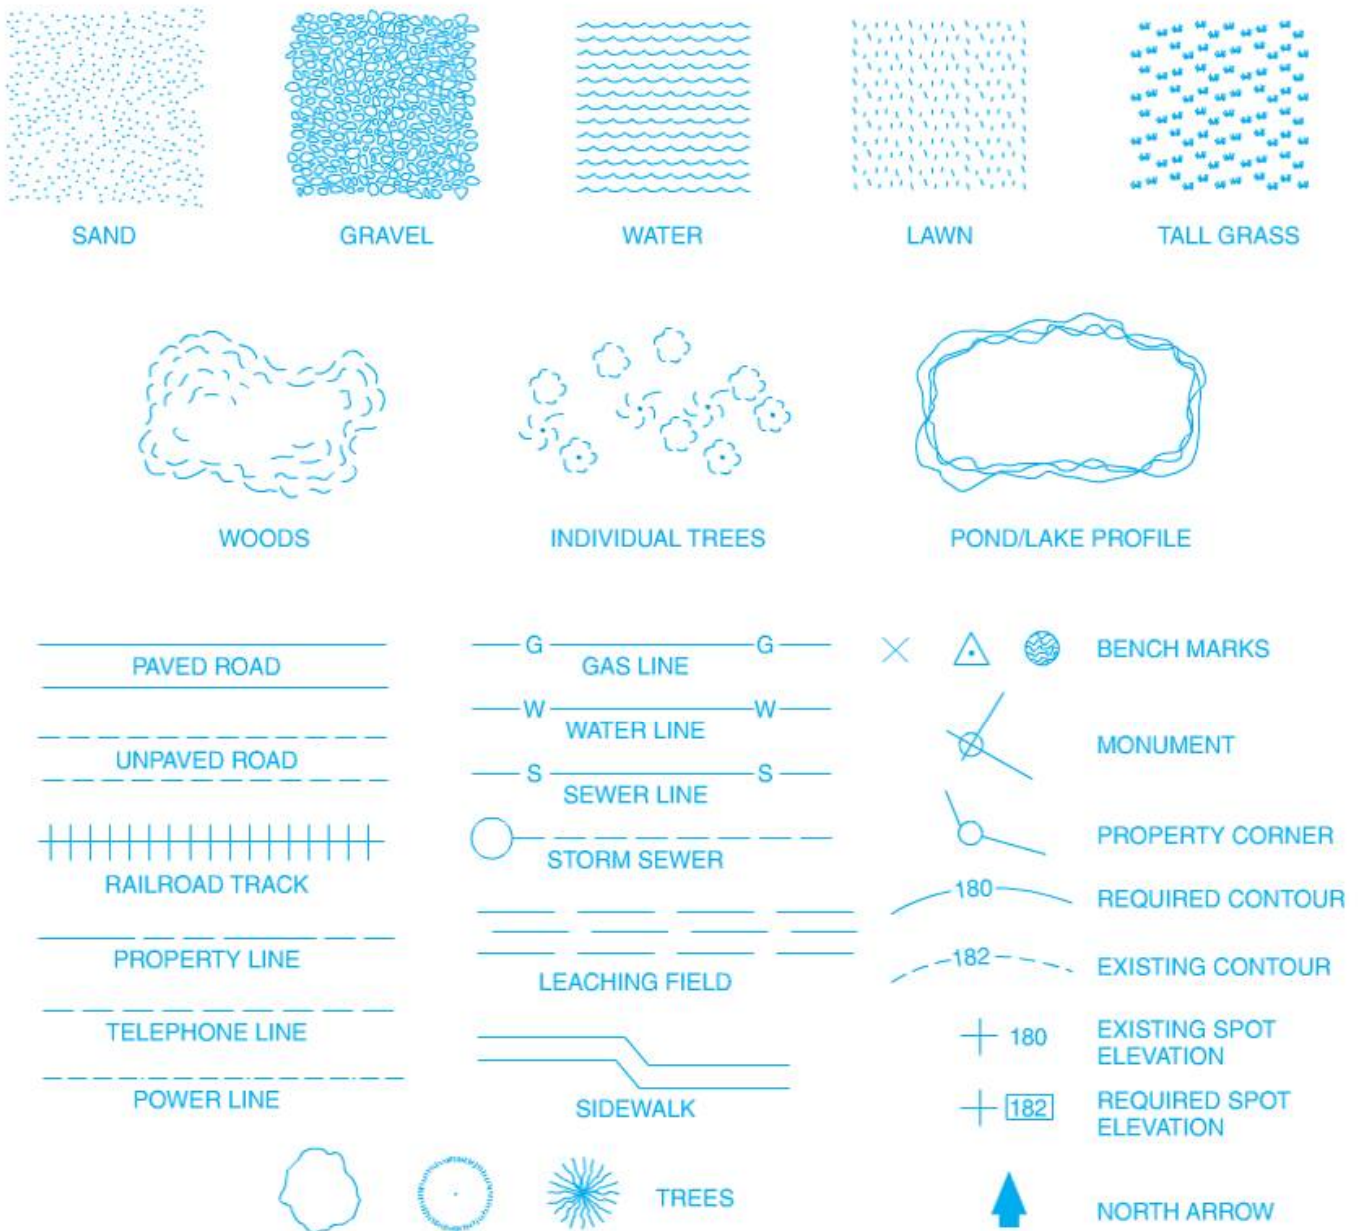 SAND
GRAVEL
WATER
LAWN
TALL GRASS
WOODS
INDIVIDUAL TREES
POND/LAKE PROFILE
PAVED ROAD
UNPAVED ROAD
RAILROAD TRACK
PROPERTY LINE
TELEPHONE LINE
POWER LINE
G G
GAS LINE
W W
WATER LINE
S S
SEWER LINE
STORM SEWER
LEACHING FIELD
SIDEWALK
BENCH MARKS
MONUMENT
PROPERTY CORNER
180 REQUIRED CONTOUR
182 EXISTING CONTOUR
180 EXISTING SPOT
ELEVATION
182 REQUIRED SPOT
ELEVATION
TREES
NORTH ARROW